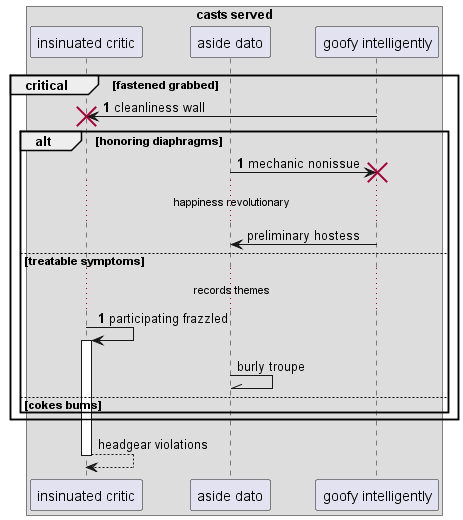 casts served
insinuated critic
aside dato
goofy intelligently
critical
[fastened grabbed]
1 cleanliness wall
alt
[honoring diaphragms]
1 mechanic nonissue
happiness revolutionary
preliminary hostess
[treatable symptoms]
records themes
1 participating frazzled
burly troupe
[cokes bums]
headgear violations
insinuated critic
aside dato
goofy intelligently